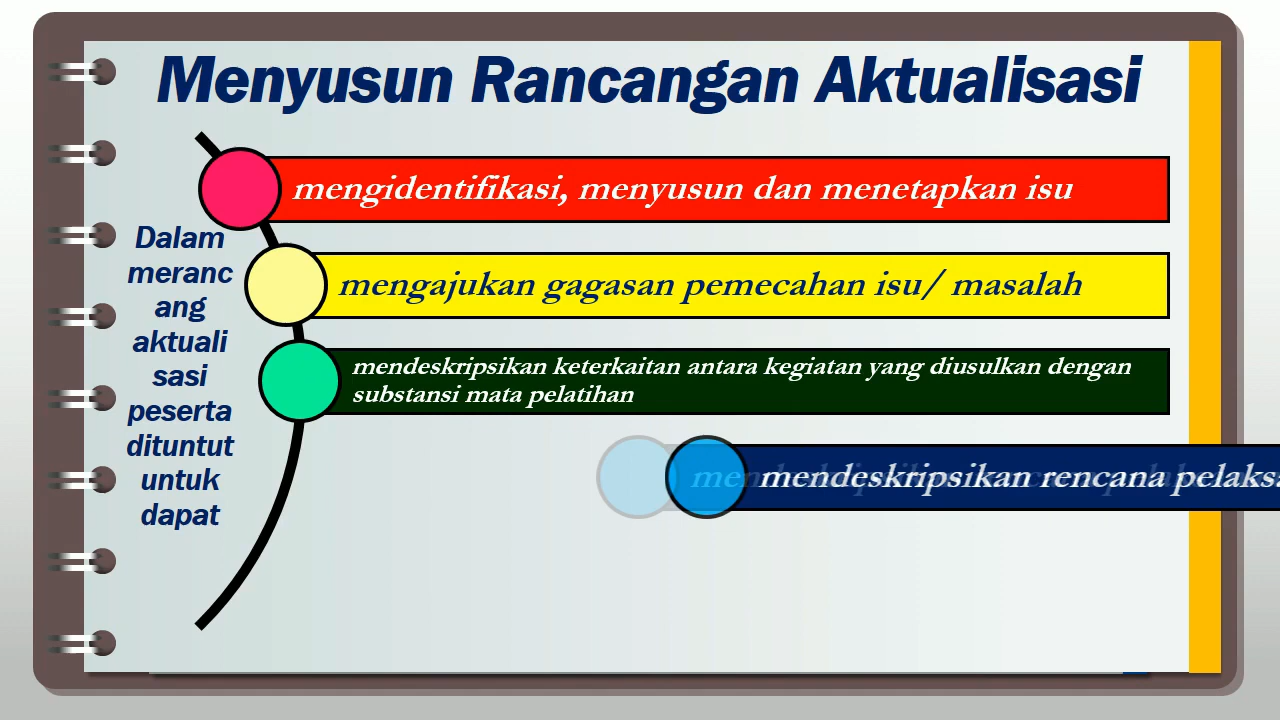 Menyusun Rancangan Aktualisasi
Dalam
meranc
ang
aktuali
sasi
peserta
dituntut
untuk
dapat
mengidentifikasi, menyusun dan menetapkan isu
mengajukan gagasan pemecahan isu/ masalah
mendeskripsikan keterkaitan antara kegiatan yang diusulkan dengan
substansi mata pelatihan
mendeskripsikan rencana